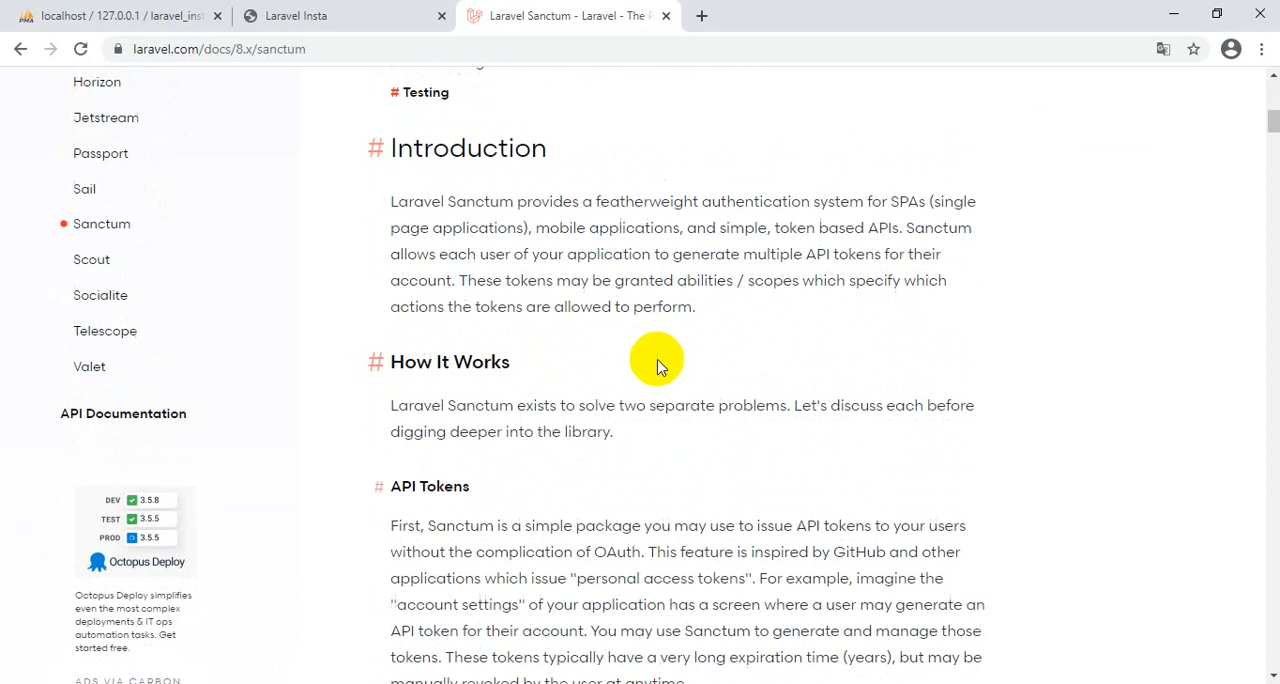 localhost / 127.0.0.1 / laravel_inst
Laravel Insta
Laravel Sanctum - Laravel - The P
laravel.com/docs/8.x/sanctum
Horizon
Jetstream
Passport
Sail
Sanctum
Scout
Socialite
Telescope
Valet
API Documentation
DEV 3.5.8
TEST 3.5.5
PROD 3.5.5
Octopus Deploy
Octopus Deploy simplifies
even the most complex
deployments & IT ops
automation tasks. Get
started free.
ADS VIA CARBON
# Testing
# Introduction
Laravel Sanctum provides a featherweight authentication system for SPAs (single
page applications), mobile applications, and simple, token based APIs. Sanctum
allows each user of your application to generate multiple API tokens for their
account. These tokens may be granted abilities / scopes which specify which
actions the tokens are allowed to perform.
# How It Works
Laravel Sanctum exists to solve two separate problems. Let's discuss each before
digging deeper into the library.
# API Tokens
First, Sanctum is a simple package you may use to issue API tokens to your users
without the complication of OAuth. This feature is inspired by GitHub and other
applications which issue "personal access tokens". For example, imagine the
"account settings" of your application has a screen where a user may generate an
API token for their account. You may use Sanctum to generate and manage those
tokens. These tokens typically have a very long expiration time (years), but may be
manually revoked by the user at anytime.